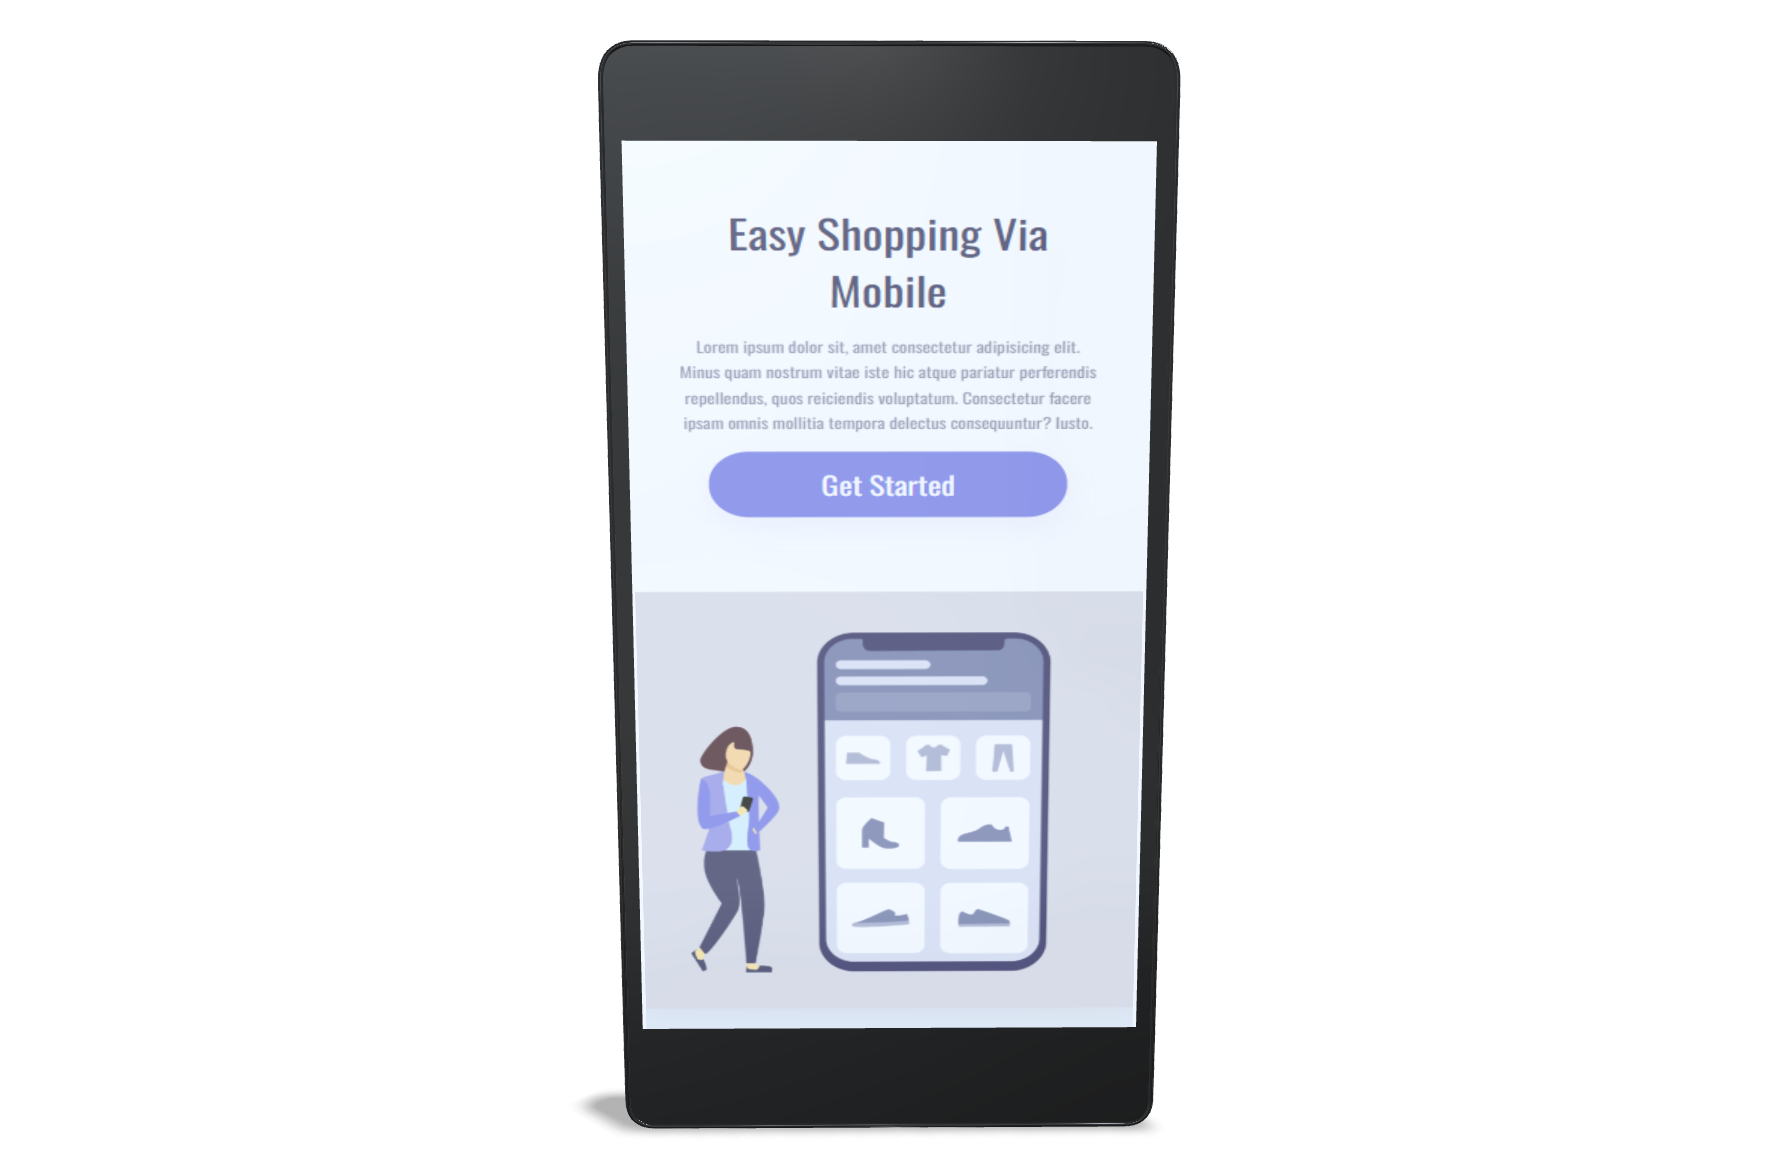 Easy Shopping Via
Mobile
Lorem ipsum dolor sit, amet consectetur adipisicing elit.
Minus quam nostrum vitae iste hic atque pariatur perferendis
repellendus, quos reiciendis voluptatum. Consectetur facere
ipsam omnis mollitia tempora delectus consequuntur? Iusto.
Get Started